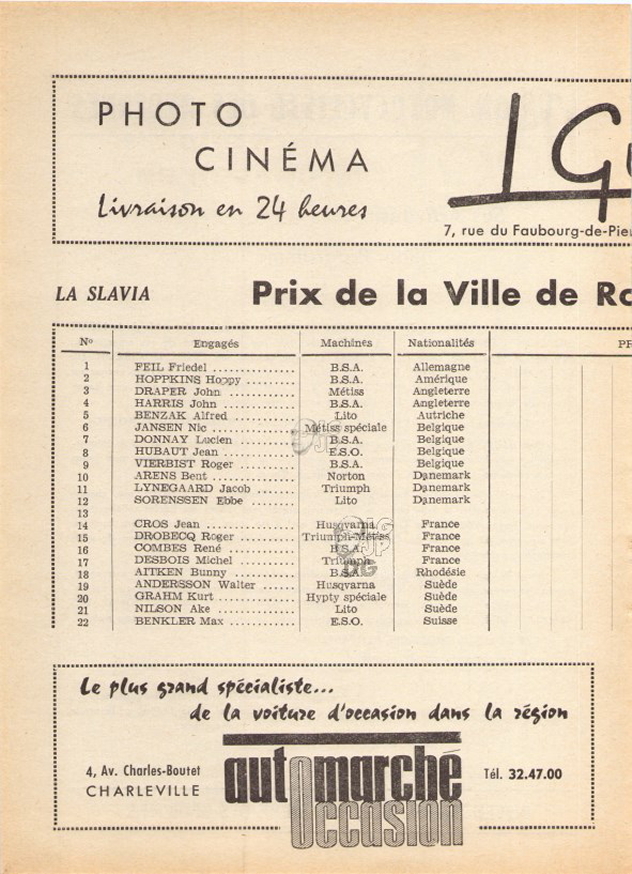 PHOTO
CINÉMA
Livraison en 24 heures
7, rue du Faubourg-de-
LA SLAVIA
Prix de la Ville de
Nº Engagés Machines Nationalités
1 FEIL Friedel .............. B.S.A. Allemagne
2 HOPPKINS Hoppy ......... B.S.A. Amérique
3 DRAPER John ............. Métiss Angleterre
4 HARRIS John ............. B.S.A. Angleterre
5 BENZAK Alfred ........... Lito Autriche
6 JANSEN Nic .............. Métiss spéciale Belgique
7 DONNAY Lucien .......... B.S.A. Belgique
8 HUBAUT Jean ............. E.S.O. Belgique
9 VIERBIST Roger .......... B.S.A. Belgique
10 ARENS Bent .............. Norton Danemark
11 LYNEGAARD Jacob ....... Triumph Danemark
12 SORENSSEN Ebbe ........ Lito Danemark
13
14 CROS Jean ............... Husqvarna France
15 DROBECQ Roger .......... Triumph-Métiss France
16 COMBES René ............ B.S.A. France
17 DESBOIS Michel .......... Triumph France
18 AITKEN Bunny ........... B.S.A. Rhodésie
19 ANDERSSON Walter ...... Husqvarna Suède
20 GRAHM Kurt ............. Hypty spéciale Suède
21 NILSON Ake .............. Lito Suède
22 BENKLER Max ............ E.S.O. Suisse
Le plus grand spécialiste...
de la voiture d'occasion dans la région
4, Av. Charles-Boutet
CHARLEVILLE
automarché
Occasion
Tél. 32.47.00